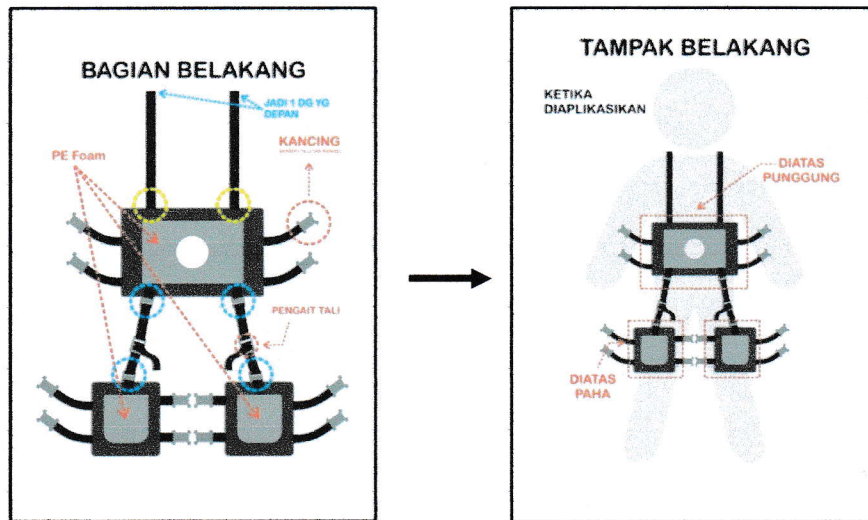 BAGIAN BELAKANG
JADI 1 DG YG
DEPAN
KANCING
PE Foam
PENGAIT TALI
TAMPAK BELAKANG
KETIKA
DIAPLIKASIKAN
DIATAS
PUNGGUNG
DIATAS
PAHA